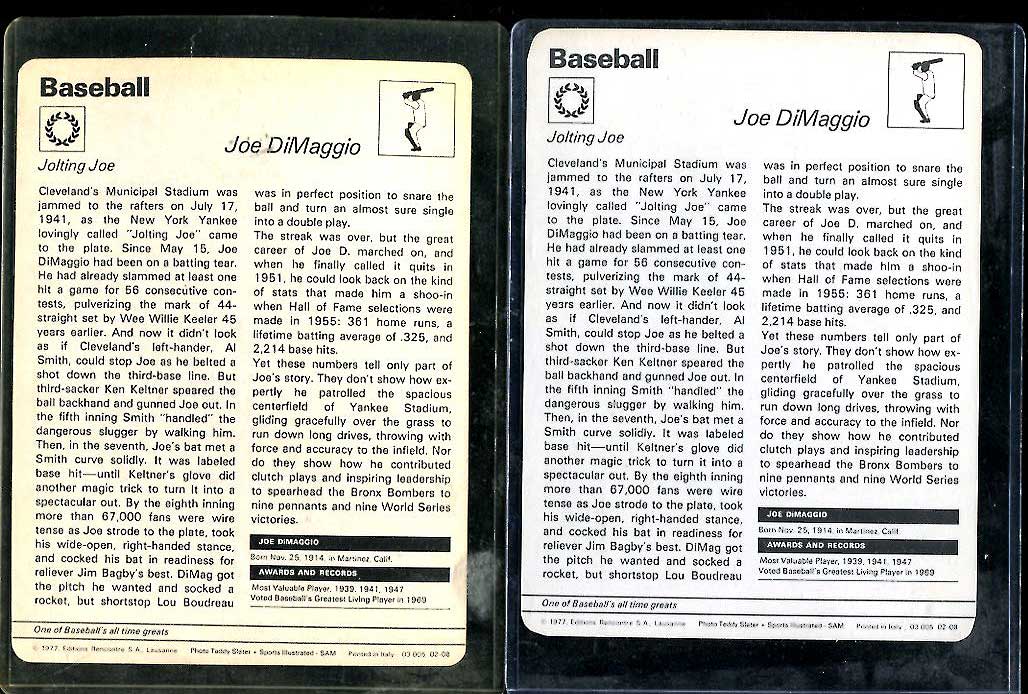 Baseball
Joe DiMaggio
Jolting Joe
Cleveland's Municipal Stadium was
jammed to the rafters on July 17,
1941, as the New York Yankee
lovingly called "Jolting Joe" came
to the plate. Since May 15, Joe
DiMaggio had been on a batting tear.
He had already slammed at least one
hit a game for 56 consecutive con-
tests, pulverizing the mark of 44-
straight set by Wee Willie Keeler 45
years earlier. And now it didn't look
as if Cleveland's left-hander, Al
Smith, could stop Joe as he belted a
shot down the third-base line. But
third-sacker Ken Keltner speared the
ball backhand and gunned Joe out. In
the fifth inning Smith "handled" the
dangerous slugger by walking him.
Then, in the seventh, Joe's bat met a
Smith curve solidly. It was labeled
base hit—until Keltner's glove did
another magic trick to turn it into a
spectacular out. By the eighth inning
more than 67,000 fans were wire
tense as Joe strode to the plate, took
his wide-open, right-handed stance,
and cocked his bat in readiness for
reliever Jim Bagby's best. DiMag got
the pitch he wanted and socked a
rocket, but shortstop Lou Boudreau
was in perfect position to snare the
ball and turn an almost sure single
into a double play.
The streak was over, but the great
career of Joe D. marched on, and
when he finally called it quits in
1951, he could look back on the kind
of stats that made him a shoo-in
when Hall of Fame selections were
made in 1955: 361 home runs, a
lifetime batting average of .325, and
2,214 base hits.
Yet these numbers tell only part of
Joe's story. They don't show how ex-
pertly he patrolled the spacious
centerfield of Yankee Stadium,
gliding gracefully over the grass to
run down long drives, throwing with
force and accuracy to the infield. Nor
do they show how he contributed
clutch plays and inspiring leadership
to spearhead the Bronx Bombers to
nine pennants and nine World Series
victories.
JOE DIMAGGIO
Born Nov. 25, 1914, in Martinez, Calif.
AWARDS AND RECORDS
Most Valuable Player, 1939, 1941, 1947
Voted Baseball's Greatest Living Player in 1969
One of Baseball's all time greats
© 1977, Editions Rencontre S.A., Lausanne Photo Teddy Slater • Sports Illustrated - SAM Printed in Italy 03 005 02-08
Baseball
Joe DiMaggio
Jolting Joe
Cleveland's Municipal Stadium was
jammed to the rafters on July 17,
1941, as the New York Yankee
lovingly called "Jolting Joe" came
to the plate. Since May 15, Joe
DiMaggio had been on a batting tear.
He had already slammed at least one
hit a game for 56 consecutive con-
tests, pulverizing the mark of 44-
straight set by Wee Willie Keeler 45
years earlier. And now it didn't look
as if Cleveland's left-hander, Al
Smith, could stop Joe as he belted a
shot down the third-base line. But
third-sacker Ken Keltner speared the
ball backhand and gunned Joe out. In
the fifth inning Smith "handled" the
dangerous slugger by walking him.
Then, in the seventh, Joe's bat met a
Smith curve solidly. It was labeled
base hit—until Keltner's glove did
another magic trick to turn it into a
spectacular out. By the eighth inning
more than 67,000 fans were wire
tense as Joe strode to the plate, took
his wide-open, right-handed stance,
and cocked his bat in readiness for
reliever Jim Bagby's best. DiMag got
the pitch he wanted and socked a
rocket, but shortstop Lou Boudreau
was in perfect position to snare the
ball and turn an almost sure single
into a double play.
The streak was over, but the great
career of Joe D. marched on, and
when he finally called it quits in
1951, he could look back on the kind
of stats that made him a shoo-in
when Hall of Fame selections were
made in 1955: 361 home runs, a
lifetime batting average of .325, and
2,214 base hits.
Yet these numbers tell only part of
Joe's story. They don't show how ex-
pertly he patrolled the spacious
centerfield of Yankee Stadium,
gliding gracefully over the grass to
run down long drives, throwing with
force and accuracy to the infield. Nor
do they show how he contributed
clutch plays and inspiring leadership
to spearhead the Bronx Bombers to
nine pennants and nine World Series
victories.
JOE DIMAGGIO
Born Nov. 25, 1914, in Martinez, Calif.
AWARDS AND RECORDS
Most Valuable Player, 1939, 1941, 1947
Voted Baseball's Greatest Living Player in 1969
One of Baseball's all time greats
© 1977, Editions Rencontre S.A., Lausanne Photo Teddy Slater • Sports Illustrated - SAM Printed in Italy 03 005 02-08